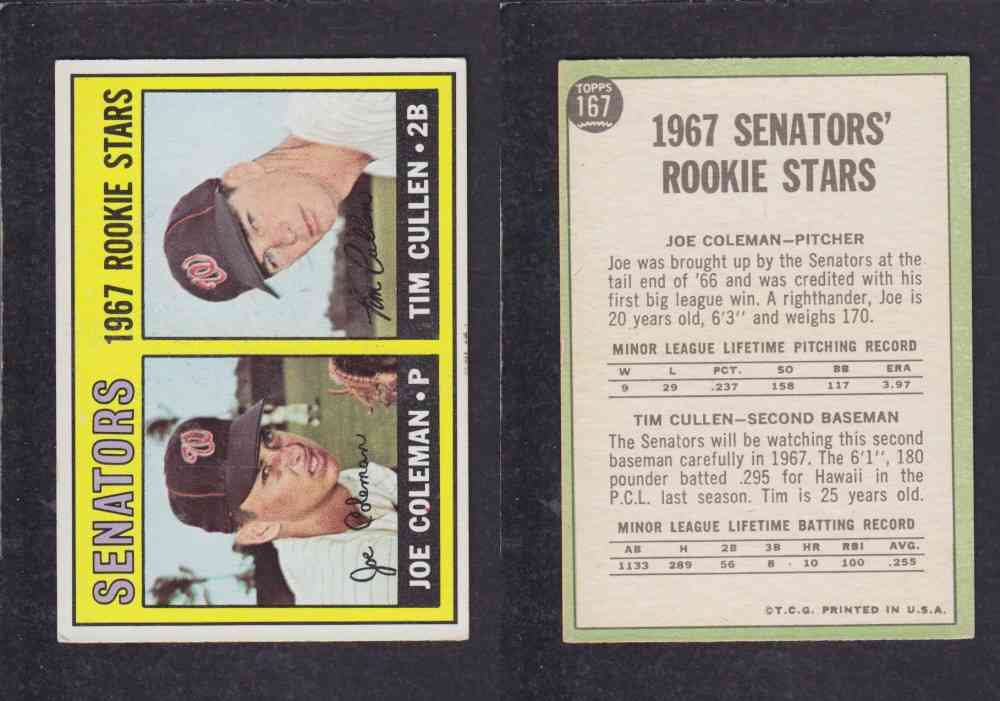 SENATORS 1967 ROOKIE STARS
W
Joe Coleman
JOE COLEMAN • P
W
Tim Cullen
TIM CULLEN • 2B
TOPPS
167
1967 SENATORS'
ROOKIE STARS
JOE COLEMAN—PITCHER
Joe was brought up by the Senators at the
tail end of '66 and was credited with his
first big league win. A righthander, Joe is
20 years old, 6'3'' and weighs 170.
MINOR LEAGUE LIFETIME PITCHING RECORD
W L PCT. SO BB ERA
9 29 .237 158 117 3.97
TIM CULLEN—SECOND BASEMAN
The Senators will be watching this second
baseman carefully in 1967. The 6'1'', 180
pounder batted .295 for Hawaii in the
P.C.L. last season. Tim is 25 years old.
MINOR LEAGUE LIFETIME BATTING RECORD
AB H 2B 3B HR RBI AVG.
1133 289 56 8 10 100 .255
©T.C.G. PRINTED IN U.S.A.